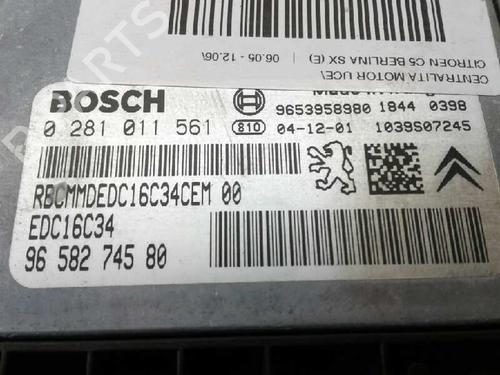 CENTRALITA MOTOR UCE/
CITROEN C5 BERLINA SX (E)
06.05 - 12.06\
BOSCH
9653958980 1844 0398
0 281 011 561 810 04-12-01 1039S07245
RBCMMDEDC16C34CEM 00
EDC16C34
96 582 745 80